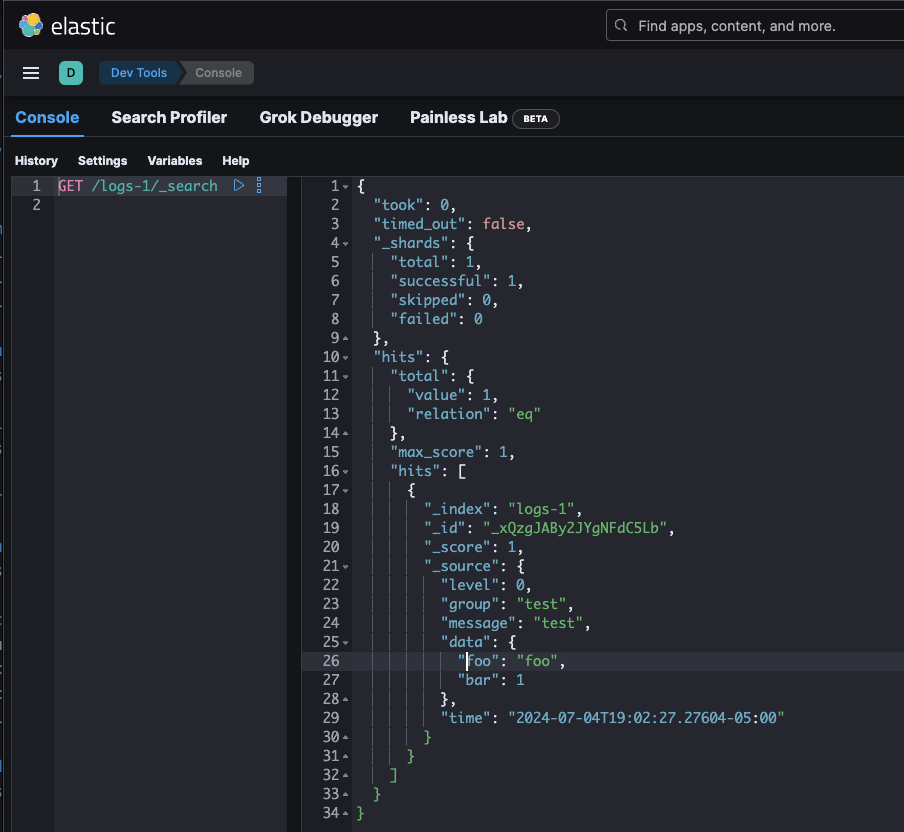 elastic
Find apps, content, and more.
D
Dev Tools
Console
Console
Search Profiler
Grok Debugger
Painless Lab
BETA
History
Settings
Variables
Help
1 GET /logs-1/_search
2
1 {
2 "took": 0,
3 "timed_out": false,
4 "_shards": {
5 "total": 1,
6 "successful": 1,
7 "skipped": 0,
8 "failed": 0
9 },
10 "hits": {
11 "total": {
12 "value": 1,
13 "relation": "eq"
14 },
15 "max_score": 1,
16 "hits": [
17 {
18 "_index": "logs-1",
19 "_id": "_xQzgJABy2JYgNFdC5Lb",
20 "_score": 1,
21 "_source": {
22 "level": 0,
23 "group": "test",
24 "message": "test",
25 "data": {
26 "foo": "foo",
27 "bar": 1
28 },
29 "time": "2024-07-04T19:02:27.27604-05:00"
30 }
31 }
32 ]
33 }
34 }